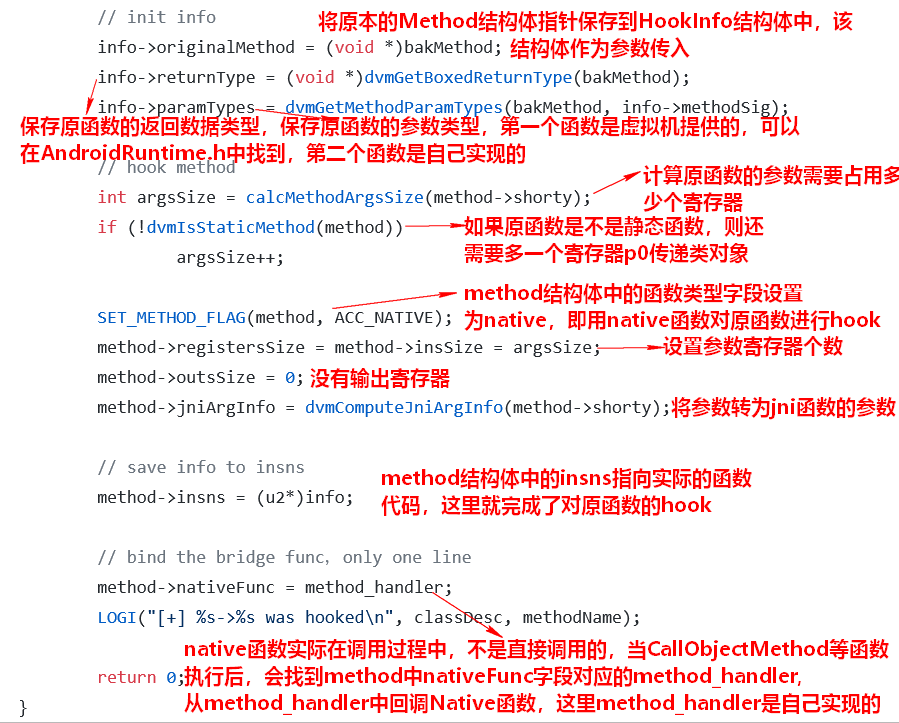 // init info
将原本的Method结构体指针保存到HookInfo结构体中，该
info->originalMethod = (void *)bakMethod;
结构体作为参数传入
info->returnType = (void *)dvmGetBoxedReturnType(bakMethod);
info->paramTypes = dvmGetMethodParamTypes(bakMethod, info->methodSig);
保存原函数的返回数据类型，保存原函数的参数类型，第一个函数是虚拟机提供的，可以
在AndroidRuntime.h中找到，第二个函数是自己实现的
// hook method
int argsSize = calcMethodArgsSize(method->shorty);
计算原函数的参数需要占用多
少个寄存器
if (!dvmIsStaticMethod(method))
如果原函数是不是静态函数，则还
需要多一个寄存器p0传递类对象
argsSize++;
method结构体中的函数类型字段设置
为native，即用native函数对原函数进行hook
SET_METHOD_FLAG(method, ACC_NATIVE);
method->registersSize = method->insSize = argsSize;
设置参数寄存器个数
method->outsSize = 0;
没有输出寄存器
method->jniArgInfo = dvmComputeJniArgInfo(method->shorty);
将参数转为jni函数的参数
// save info to insns
method->insns = (u2*)info;
method结构体中的insns指向实际的函数
代码，这里就完成了对原函数的hook
// bind the bridge func, only one line
method->nativeFunc = method_handler;
LOGI("[+] %s->%s was hooked\n", classDesc, methodName);
native函数实际在调用过程中，不是直接调用的，当CallObjectMethod等函数
执行后，会找到method中nativeFunc字段对应的method_handler,
从method_handler中回调Native函数，这里method_handler是自己实现的
return 0;
}